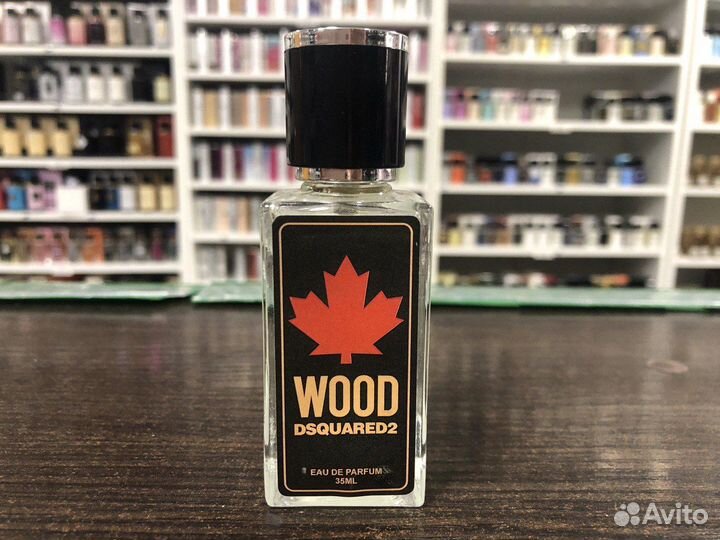 WOOD
DSQUARED2
EAU DE PARFUM
35ML
Avito